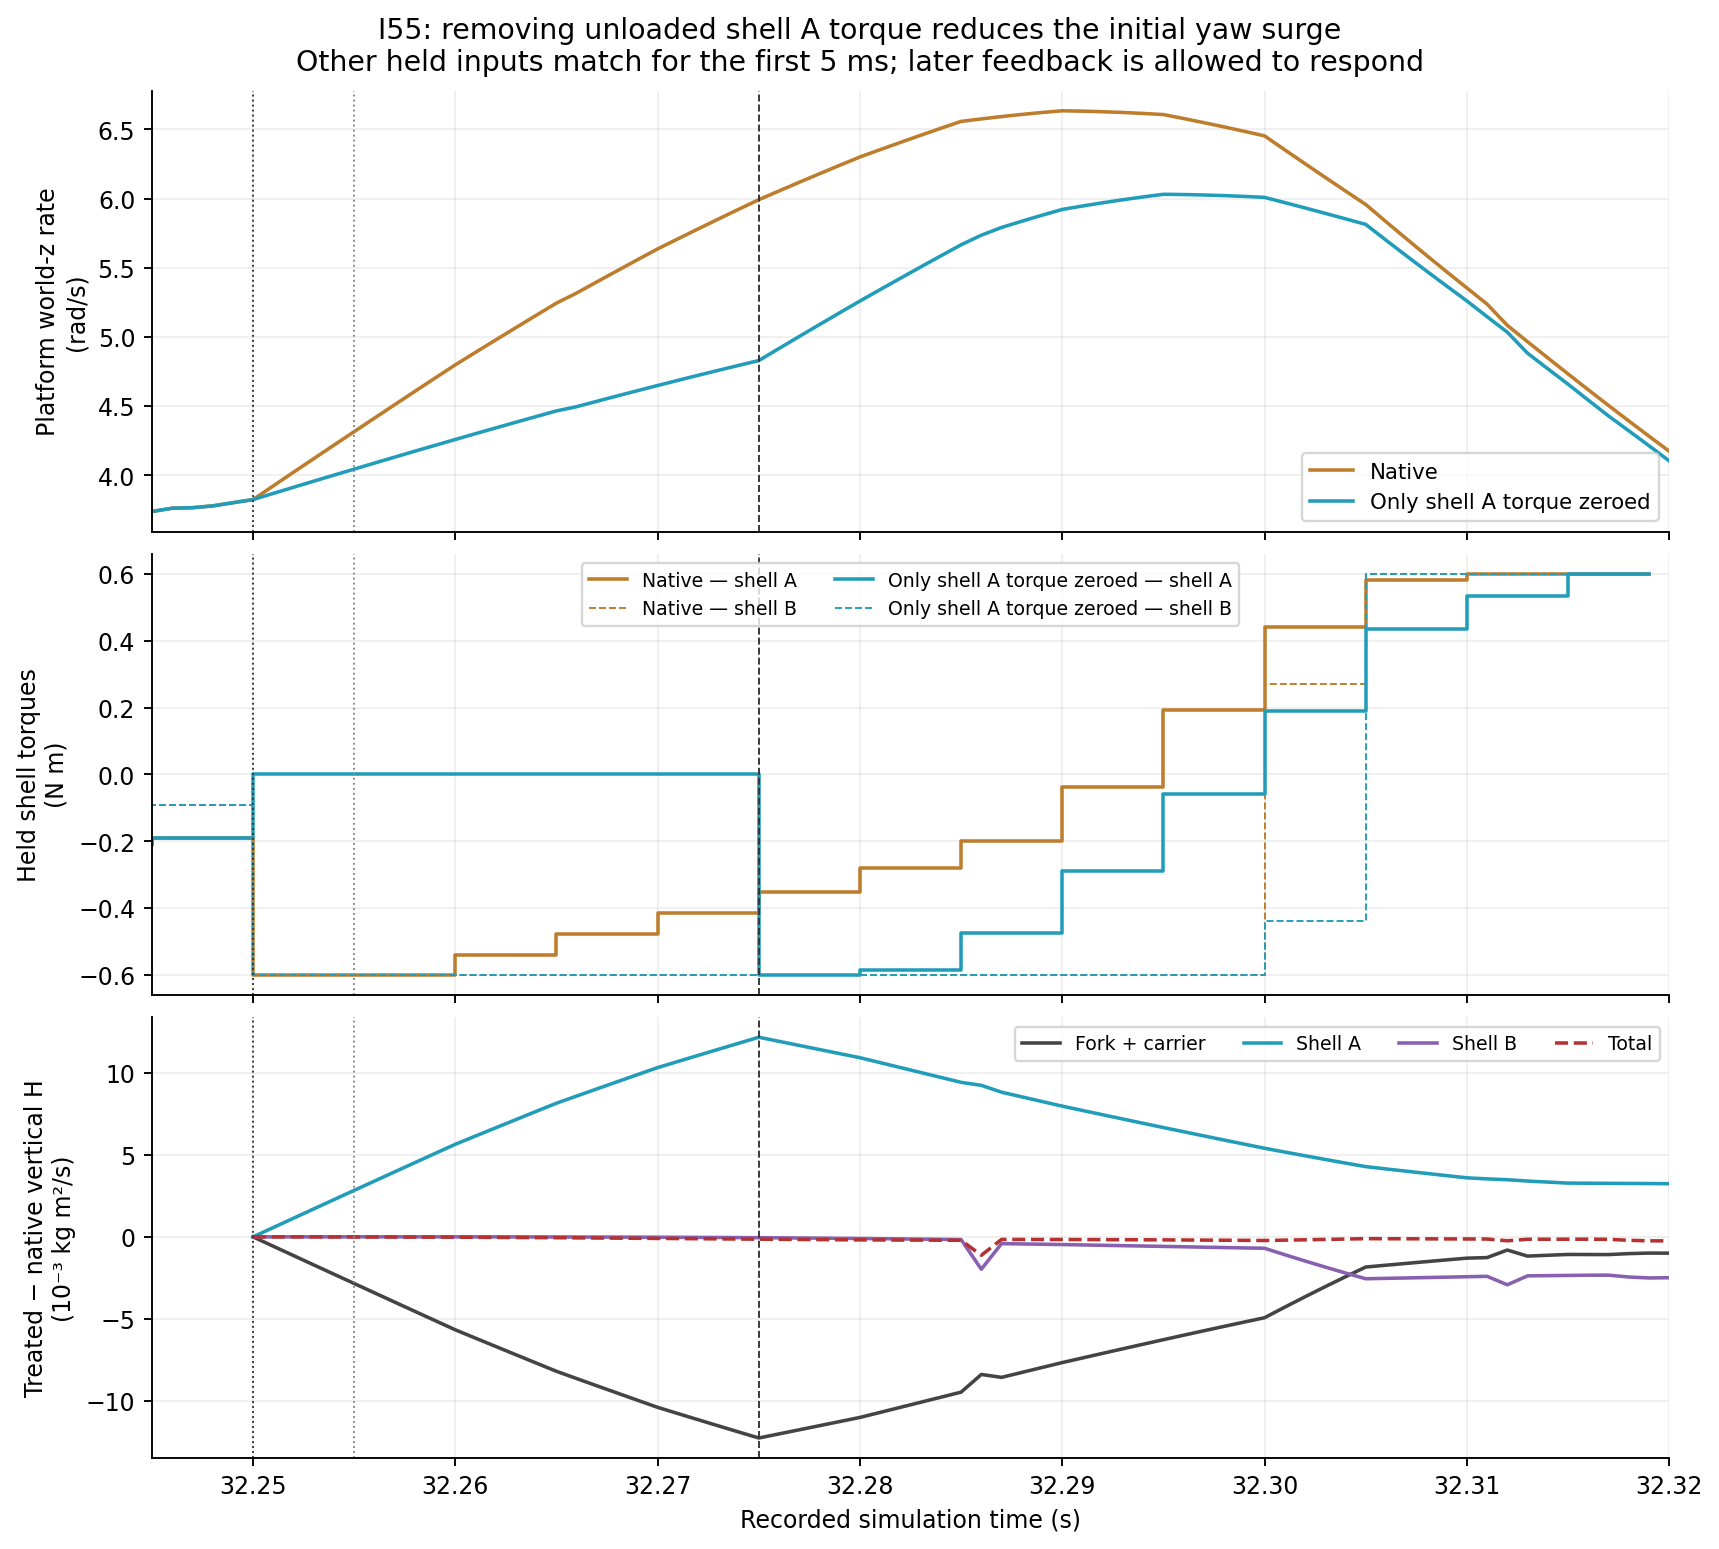 I55: removing unloaded shell A torque reduces the initial yaw surge
Other held inputs match for the first 5 ms; later feedback is allowed to respond
Platform world-z rate
(rad/s)
6.5
6.0
5.5
5.0
4.5
4.0
Native
Only shell A torque zeroed
Held shell torques
(N m)
0.6
0.4
0.2
0.0
−0.2
−0.4
−0.6
Native — shell A
Native — shell B
Only shell A torque zeroed — shell A
Only shell A torque zeroed — shell B
Treated − native vertical H
(10⁻³ kg m²/s)
10
5
0
−5
−10
Fork + carrier
Shell A
Shell B
Total
32.25
32.26
32.27
32.28
32.29
32.30
32.31
32.32
Recorded simulation time (s)